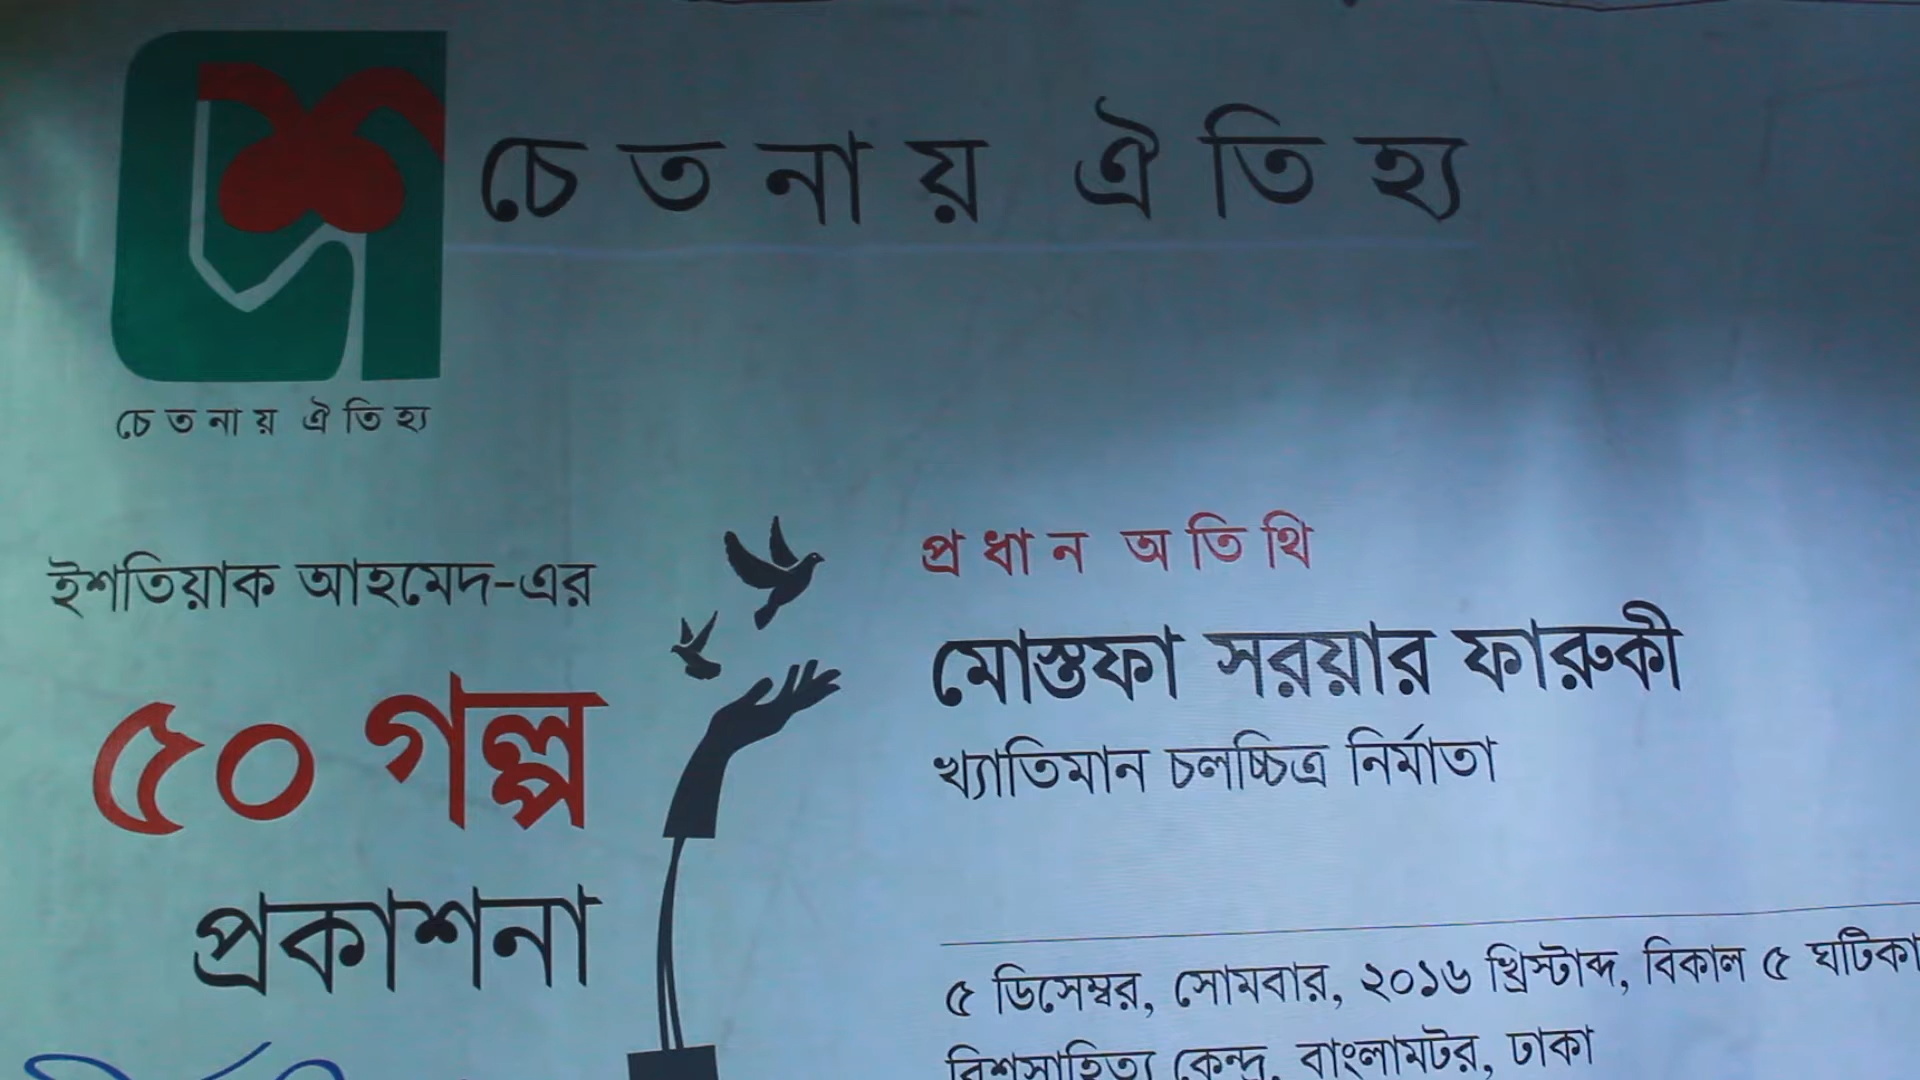 চেতনায় ঐতিহ্য
চেতনায় ঐতিহ্য
ইশতিয়াক আহমেদ-এর
৫০ গল্প
প্রকাশনা
প্রধান অতিথি
মোস্তফা সরয়ার ফারুকী
খ্যাতিমান চলচ্চিত্র নির্মাতা
৫ ডিসেম্বর, সোমবার, ২০১৬ খ্রিস্টাব্দ, বিকাল ৫ ঘটিকা
বিশ্বসাহিত্য কেন্দ্র, বাংলামটর, ঢাকা